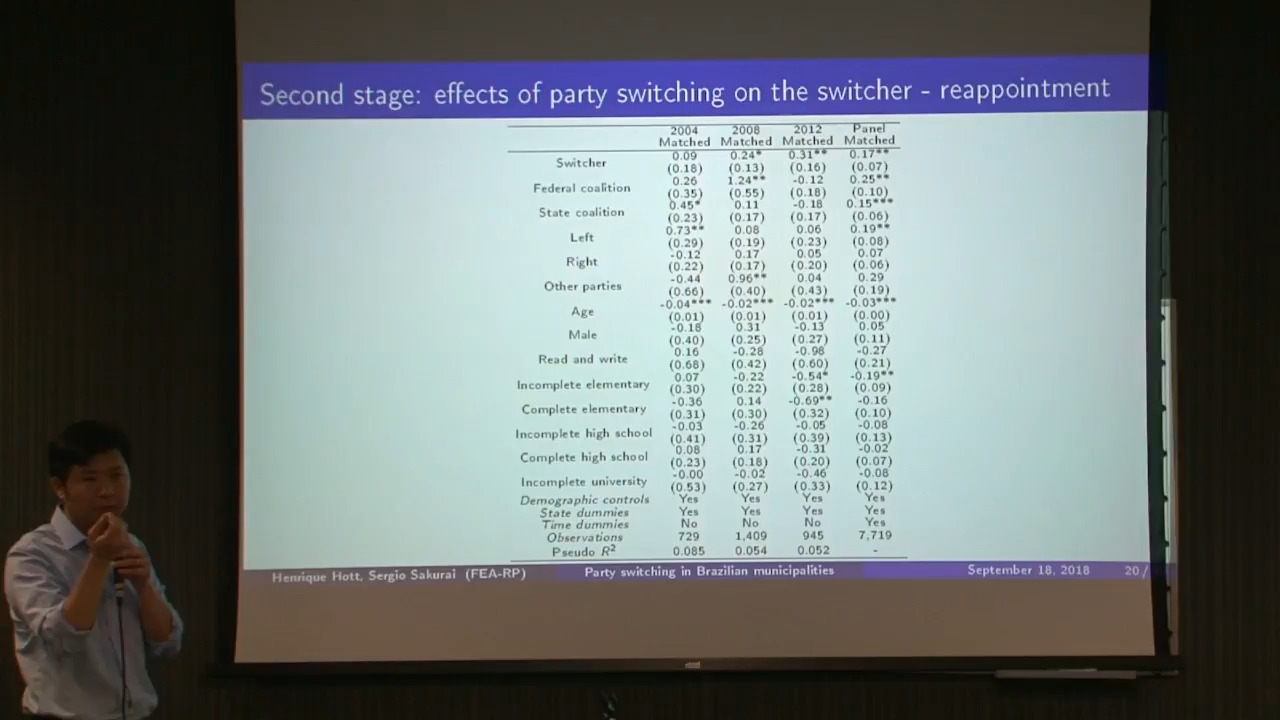 Second stage: effects of party switching on the switcher - reappointment
2004 2008 2012 Panel
Matched Matched Matched Matched
Switcher 0.09 0.24* 0.31** 0.17**
(0.18) (0.13) (0.16) (0.07)
Federal coalition 0.26 1.24** -0.12 0.25**
(0.35) (0.55) (0.18) (0.10)
State coalition 0.45* 0.11 -0.18 0.15***
(0.23) (0.17) (0.17) (0.06)
Left 0.73** 0.08 0.06 0.19**
(0.29) (0.19) (0.23) (0.08)
Right -0.12 0.17 0.05 0.07
(0.22) (0.17) (0.20) (0.06)
Other parties -0.44 0.96** 0.04 0.29
(0.66) (0.40) (0.43) (0.19)
Age -0.04*** -0.02*** -0.02*** -0.03***
(0.01) (0.01) (0.01) (0.00)
Male -0.18 0.31 -0.13 0.05
(0.40) (0.25) (0.27) (0.11)
Read and write 0.16 -0.28 -0.98 -0.27
(0.68) (0.42) (0.60) (0.21)
Incomplete elementary 0.07 -0.22 -0.54* -0.19**
(0.30) (0.22) (0.28) (0.09)
Complete elementary -0.36 0.14 -0.69** -0.16
(0.31) (0.30) (0.32) (0.10)
Incomplete high school -0.03 -0.26 -0.05 -0.08
(0.41) (0.31) (0.39) (0.13)
Complete high school 0.08 0.17 -0.31 -0.02
(0.23) (0.18) (0.20) (0.07)
Incomplete university -0.00 -0.02 -0.46 -0.08
(0.53) (0.27) (0.33) (0.12)
Demographic controls Yes Yes Yes Yes
State dummies Yes Yes Yes Yes
Time dummies No No No Yes
Observations 729 1,409 945 7,719
Pseudo R² 0.085 0.054 0.052 -
Henrique Hott, Sergio Sakurai (FEA-RP) Party switching in Brazilian municipalities September 18, 2018 20 /